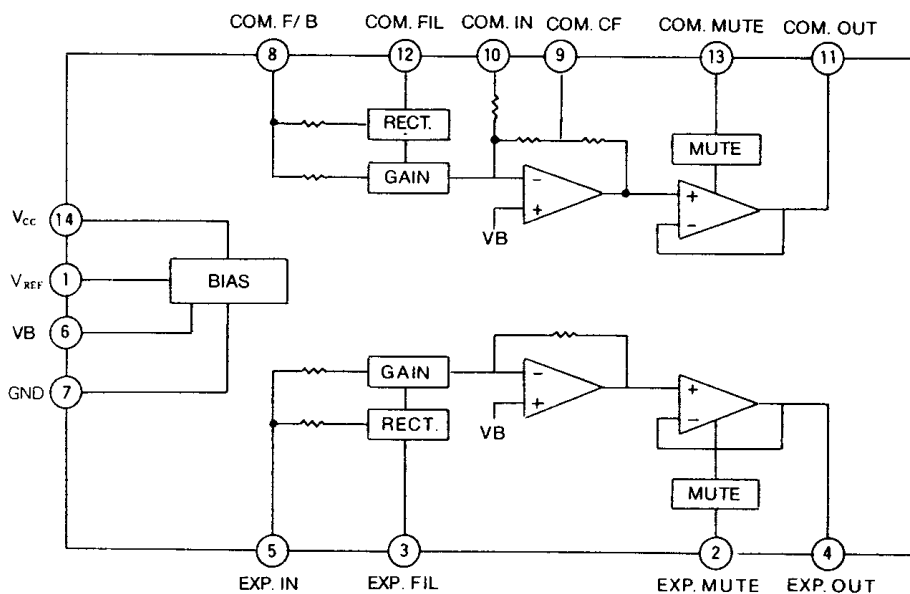 COM. F/B COM. FIL COM. IN COM. CF COM. MUTE COM. OUT
8 12 10 9 13 11
RECT.
MUTE
GAIN
−
+
VB
+
−
Vcc 14
VREF 1
BIAS
VB 6
GND 7
GAIN
RECT.
−
+
VB
+
−
MUTE
5 3 2 4
EXP. IN EXP. FIL EXP. MUTE EXP. OUT